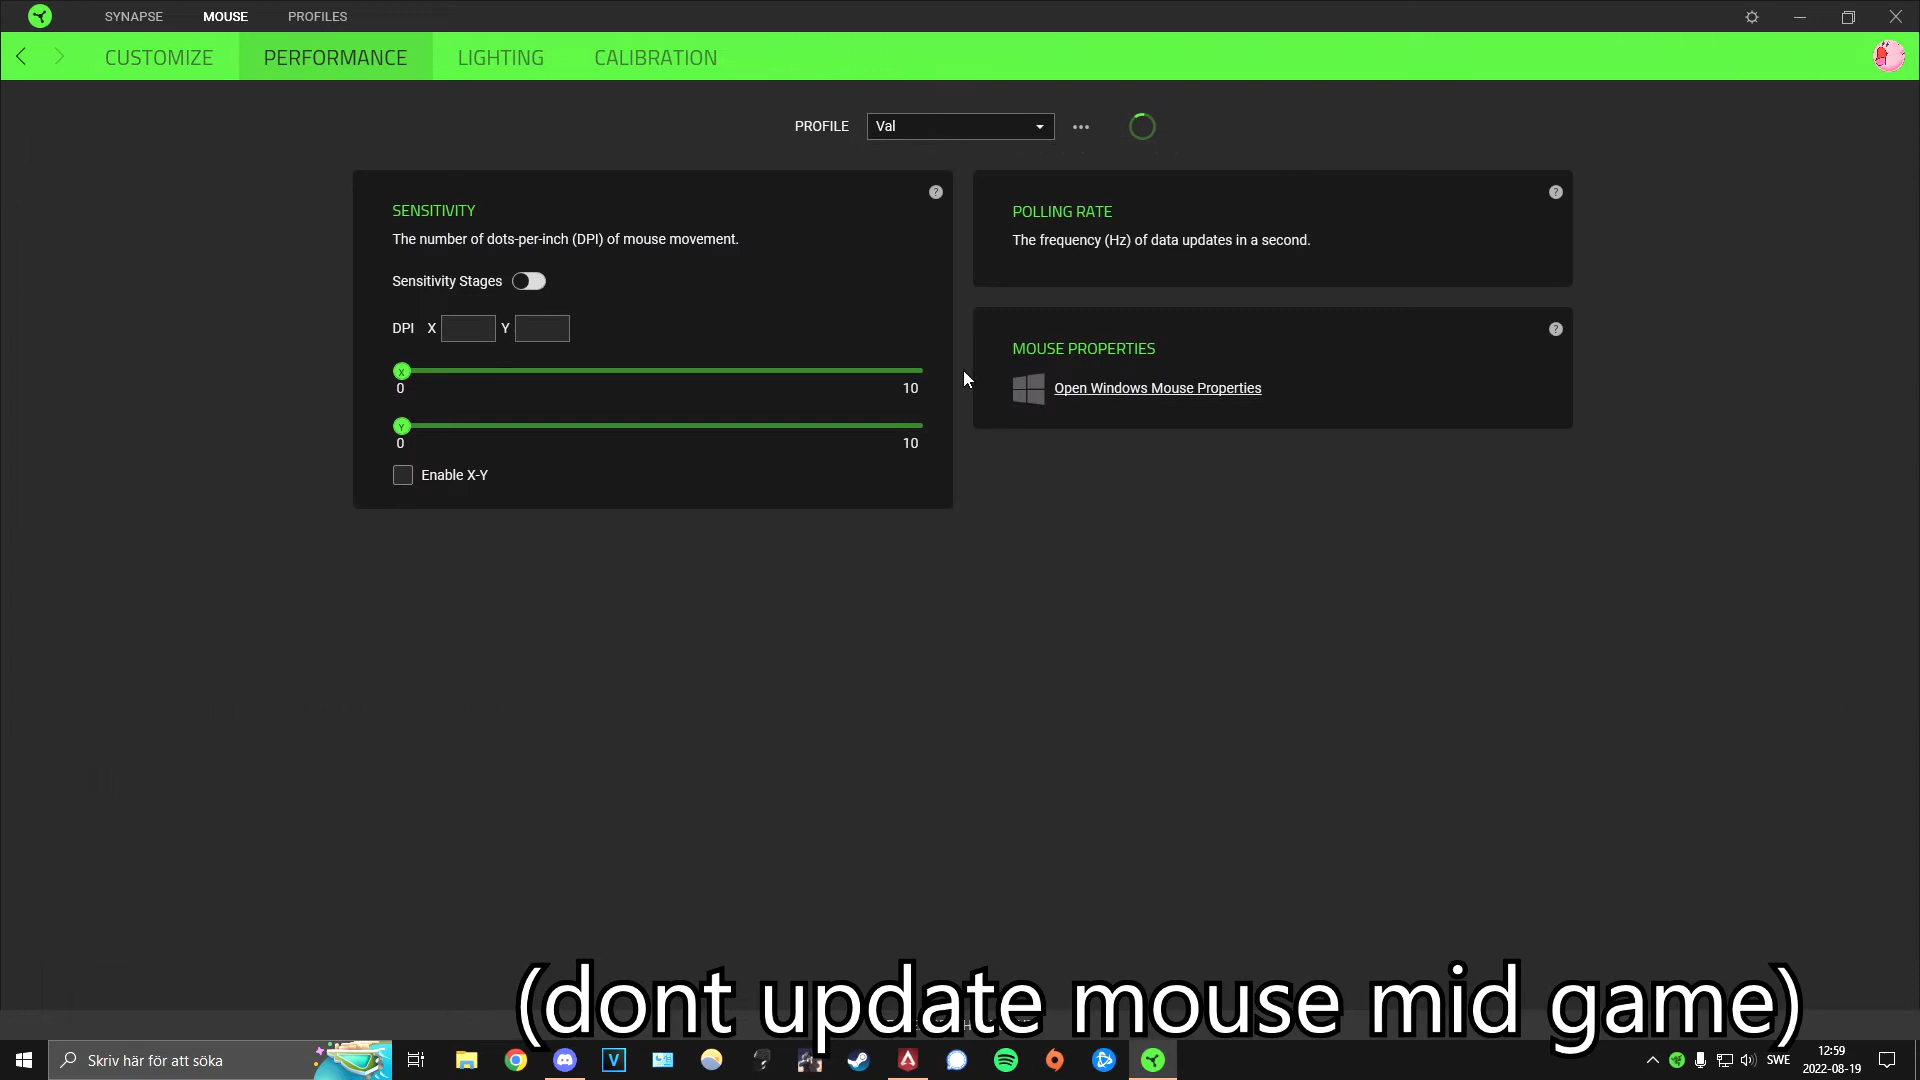 SYNAPSE MOUSE PROFILES
CUSTOMIZE PERFORMANCE LIGHTING CALIBRATION
PROFILE Val
SENSITIVITY
The number of dots-per-inch (DPI) of mouse movement.
Sensitivity Stages
DPI X Y
X
0 10
Y
0 10
Enable X-Y
POLLING RATE
The frequency (Hz) of data updates in a second.
MOUSE PROPERTIES
Open Windows Mouse Properties
(dont update mouse mid game)
Skriv här för att söka
V
SWE
12:59
2022-08-19